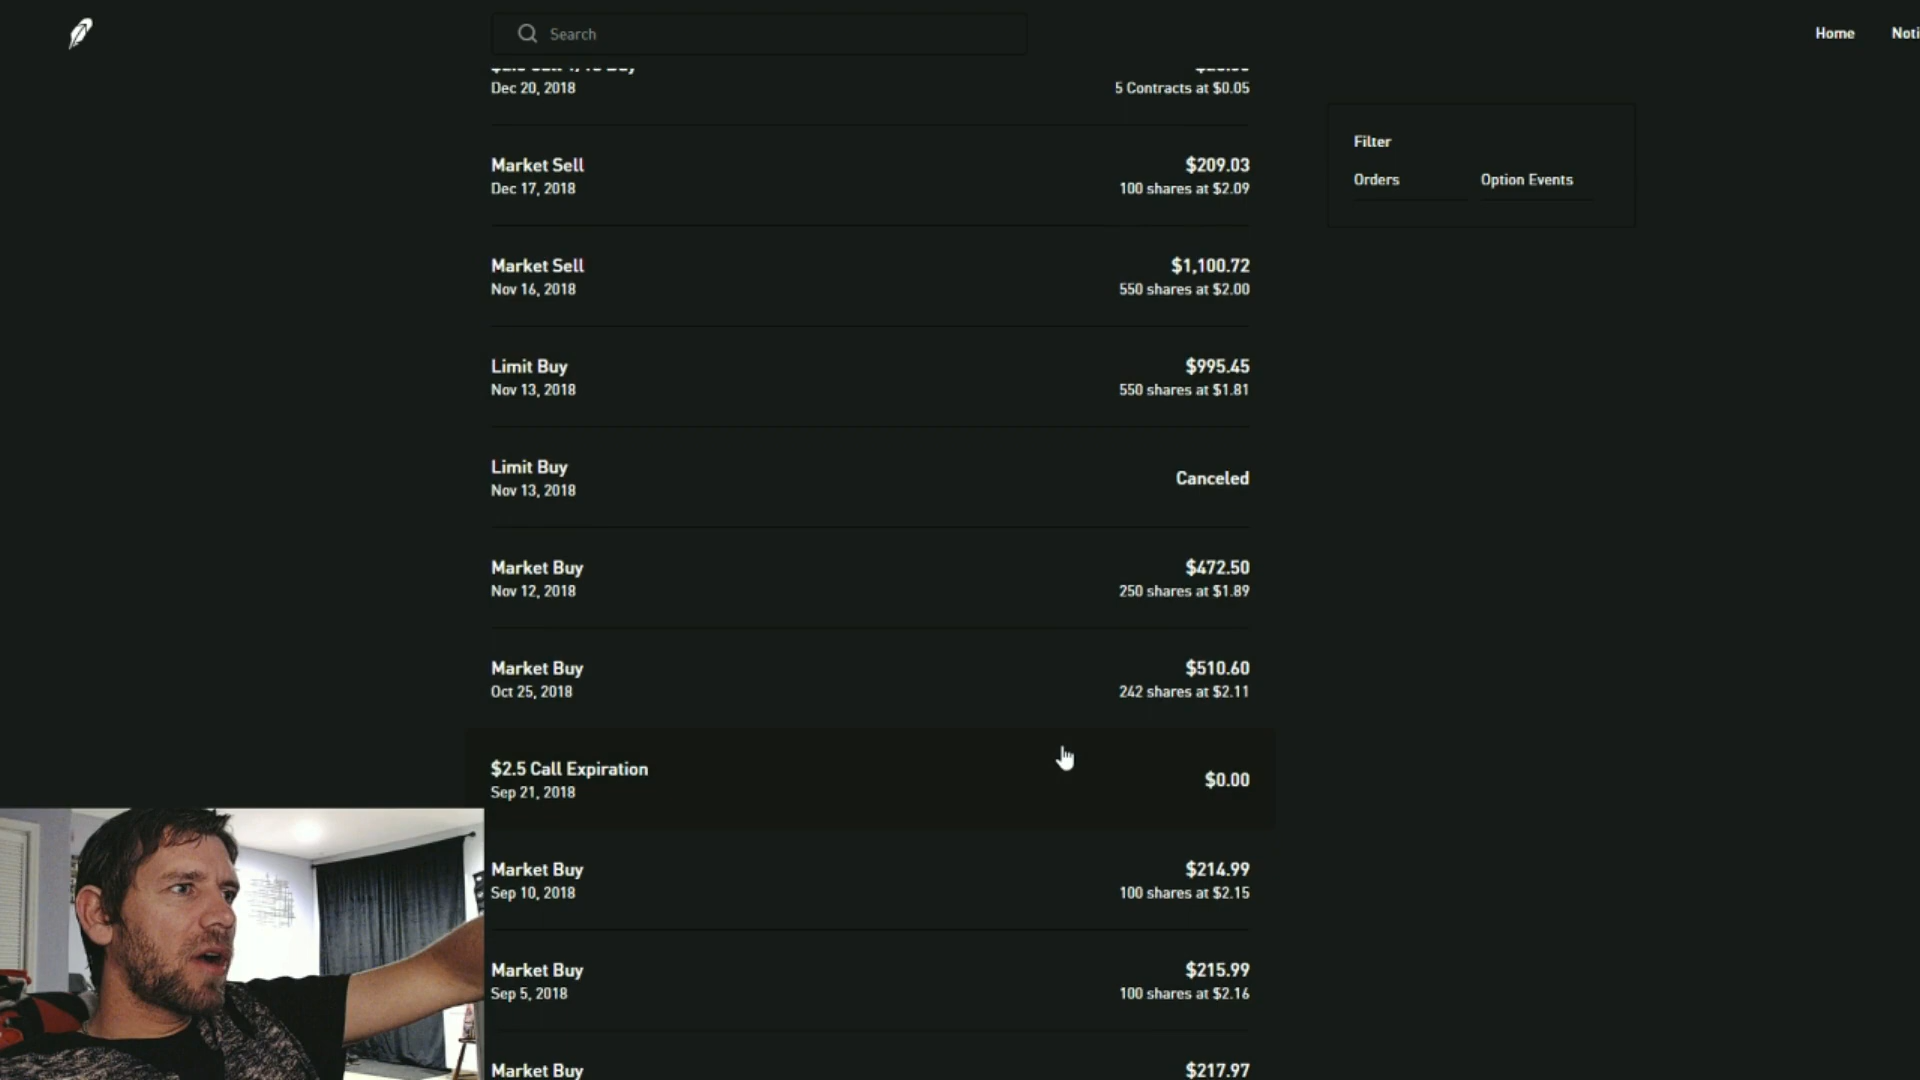 Search
Home
Noti
Dec 20, 2018
5 Contracts at $0.05
Filter
Orders
Option Events
Market Sell
$209.03
Dec 17, 2018
100 shares at $2.09
Market Sell
$1,100.72
Nov 16, 2018
550 shares at $2.00
Limit Buy
$995.45
Nov 13, 2018
550 shares at $1.81
Limit Buy
Nov 13, 2018
Canceled
Market Buy
$472.50
Nov 12, 2018
250 shares at $1.89
Market Buy
$510.60
Oct 25, 2018
242 shares at $2.11
$2.5 Call Expiration
Sep 21, 2018
$0.00
Market Buy
$214.99
Sep 10, 2018
100 shares at $2.15
Market Buy
$215.99
Sep 5, 2018
100 shares at $2.16
Market Buy
$217.97